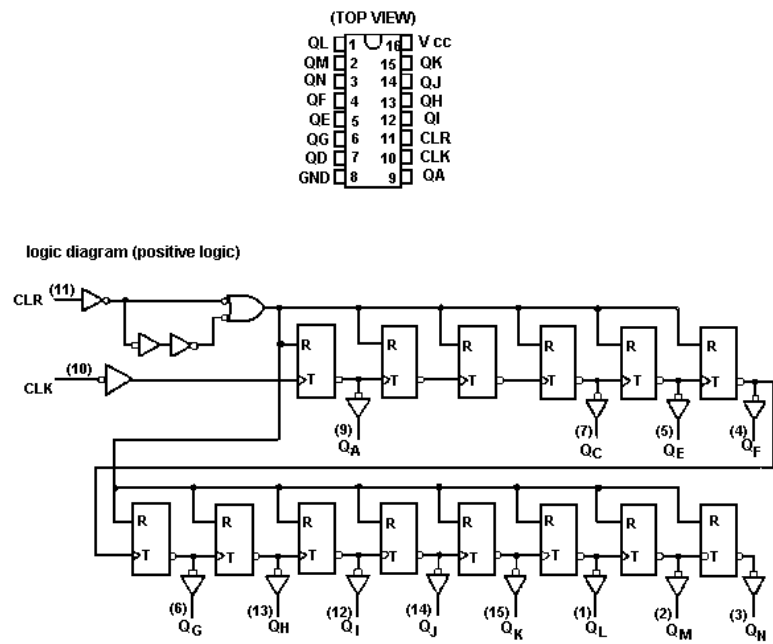 (TOP VIEW)
QL 1 16 Vcc
QM 2 15 QK
QN 3 14 QJ
QF 4 13 QH
QE 5 12 QI
QG 6 11 CLR
QD 7 10 CLK
GND 8 9 QA
logic diagram (positive logic)
CLR (11)
R R R R R R
CLK (10) T T T T T T
(9) (7) (5) (4)
QA QC QE QF
R R R R R R R R
T T T T T T T T
(6) (13) (12) (14) (15) (1) (2) (3)
QG QH QI QJ QK QL QM QN